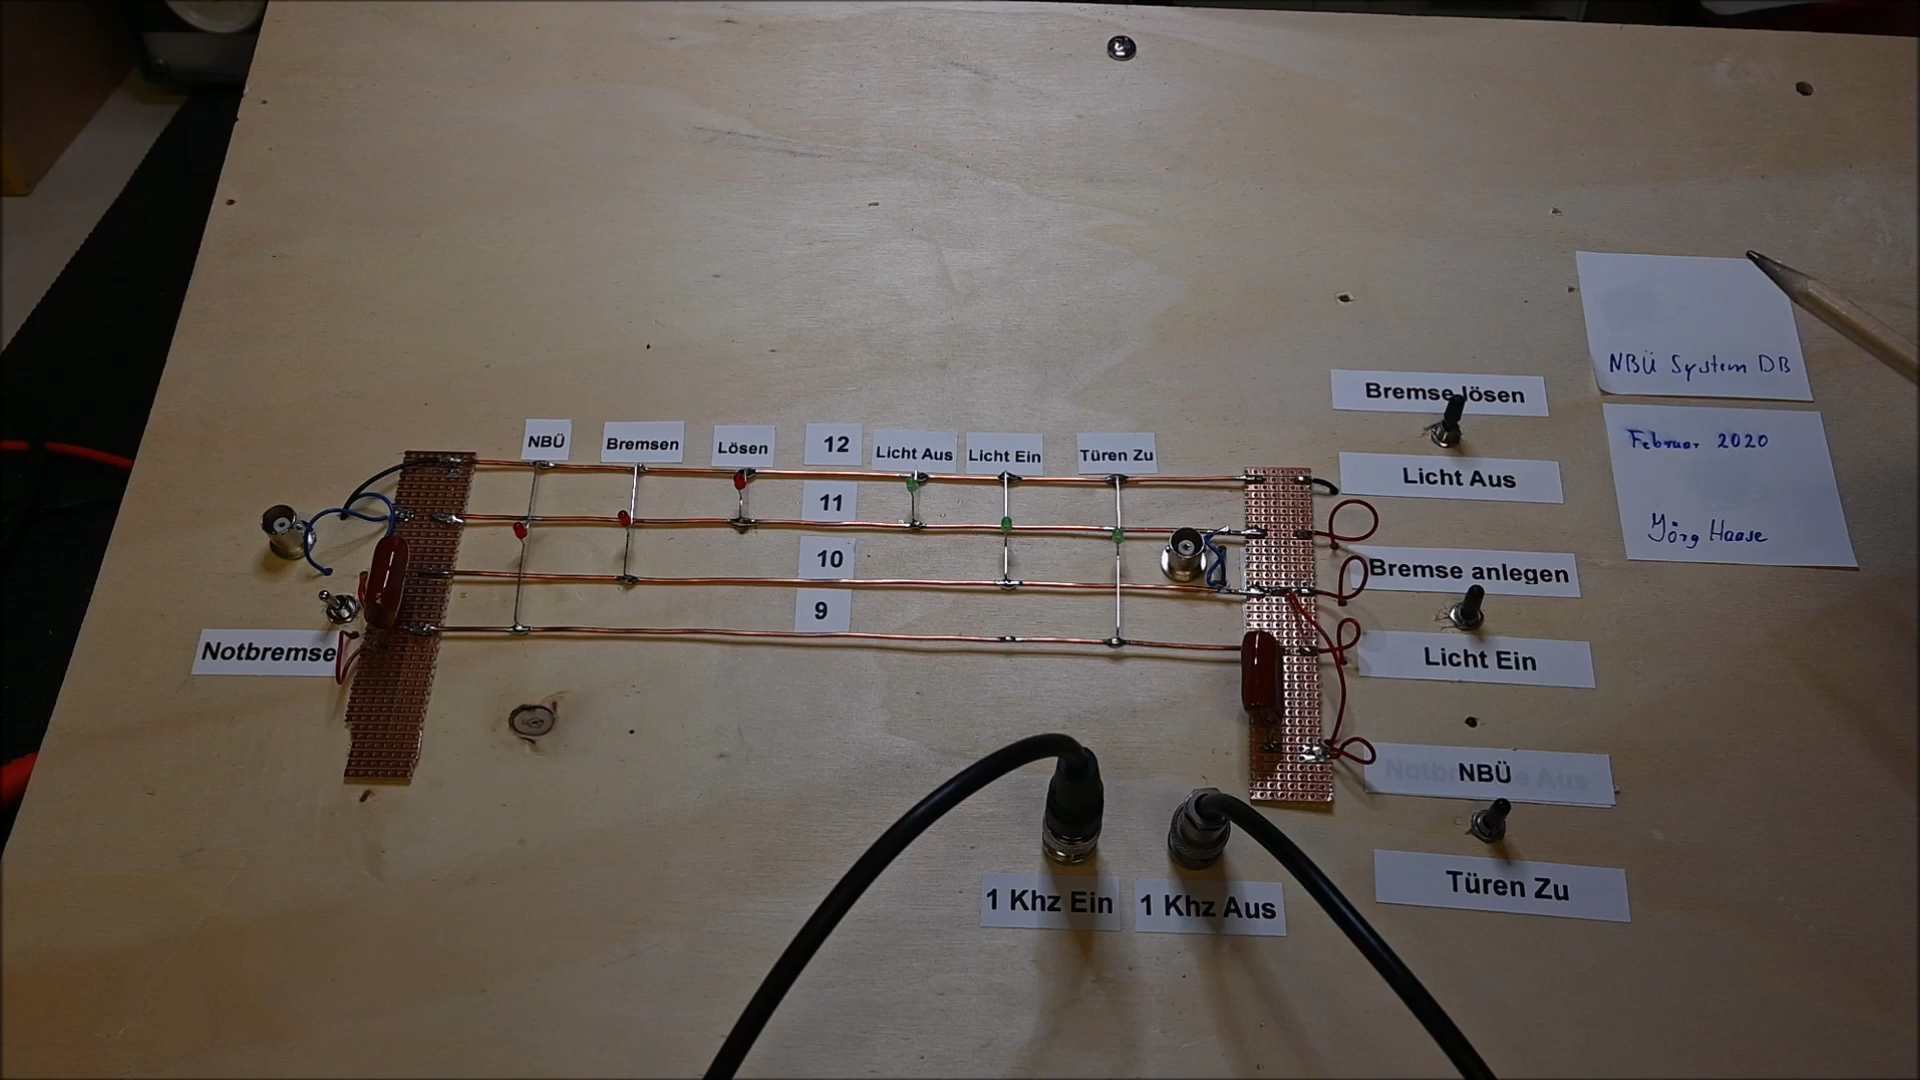 NBÜ
Bremsen
Lösen
12
Licht Aus
Licht Ein
Türen Zu
11
10
9
Notbremse
Bremse lösen
Licht Aus
Bremse anlegen
Licht Ein
NBÜ
Türen Zu
1 Khz Ein
1 Khz Aus
NBÜ System DB
Februar 2020
Jörg Haase